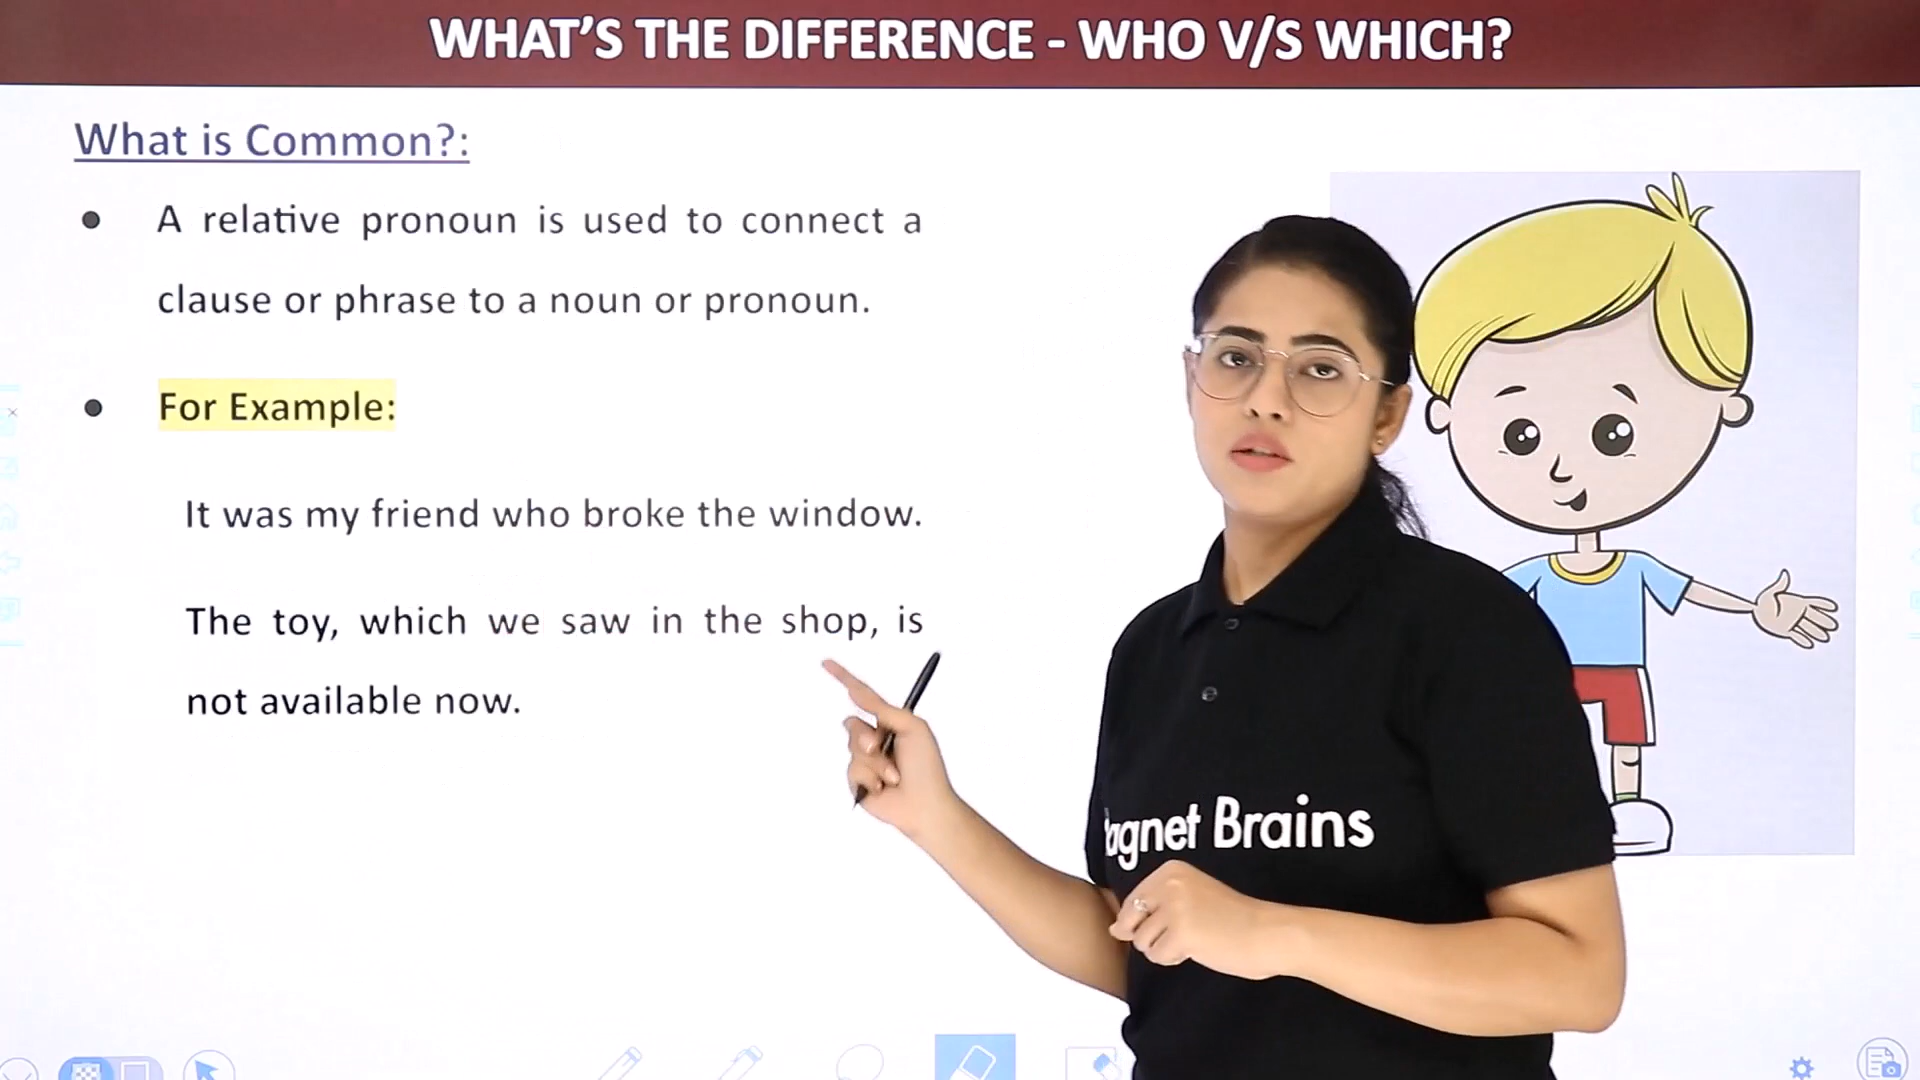 WHAT'S THE DIFFERENCE - WHO V/S WHICH?
What is Common?:
● A relative pronoun is used to connect a
clause or phrase to a noun or pronoun.
● For Example:
It was my friend who broke the window.
The toy, which we saw in the shop, is
not available now.
agnet Brains